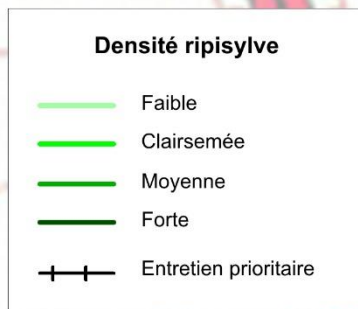 Densité ripisylve
Faible
Clairsemée
Moyenne
Forte
Entretien prioritaire